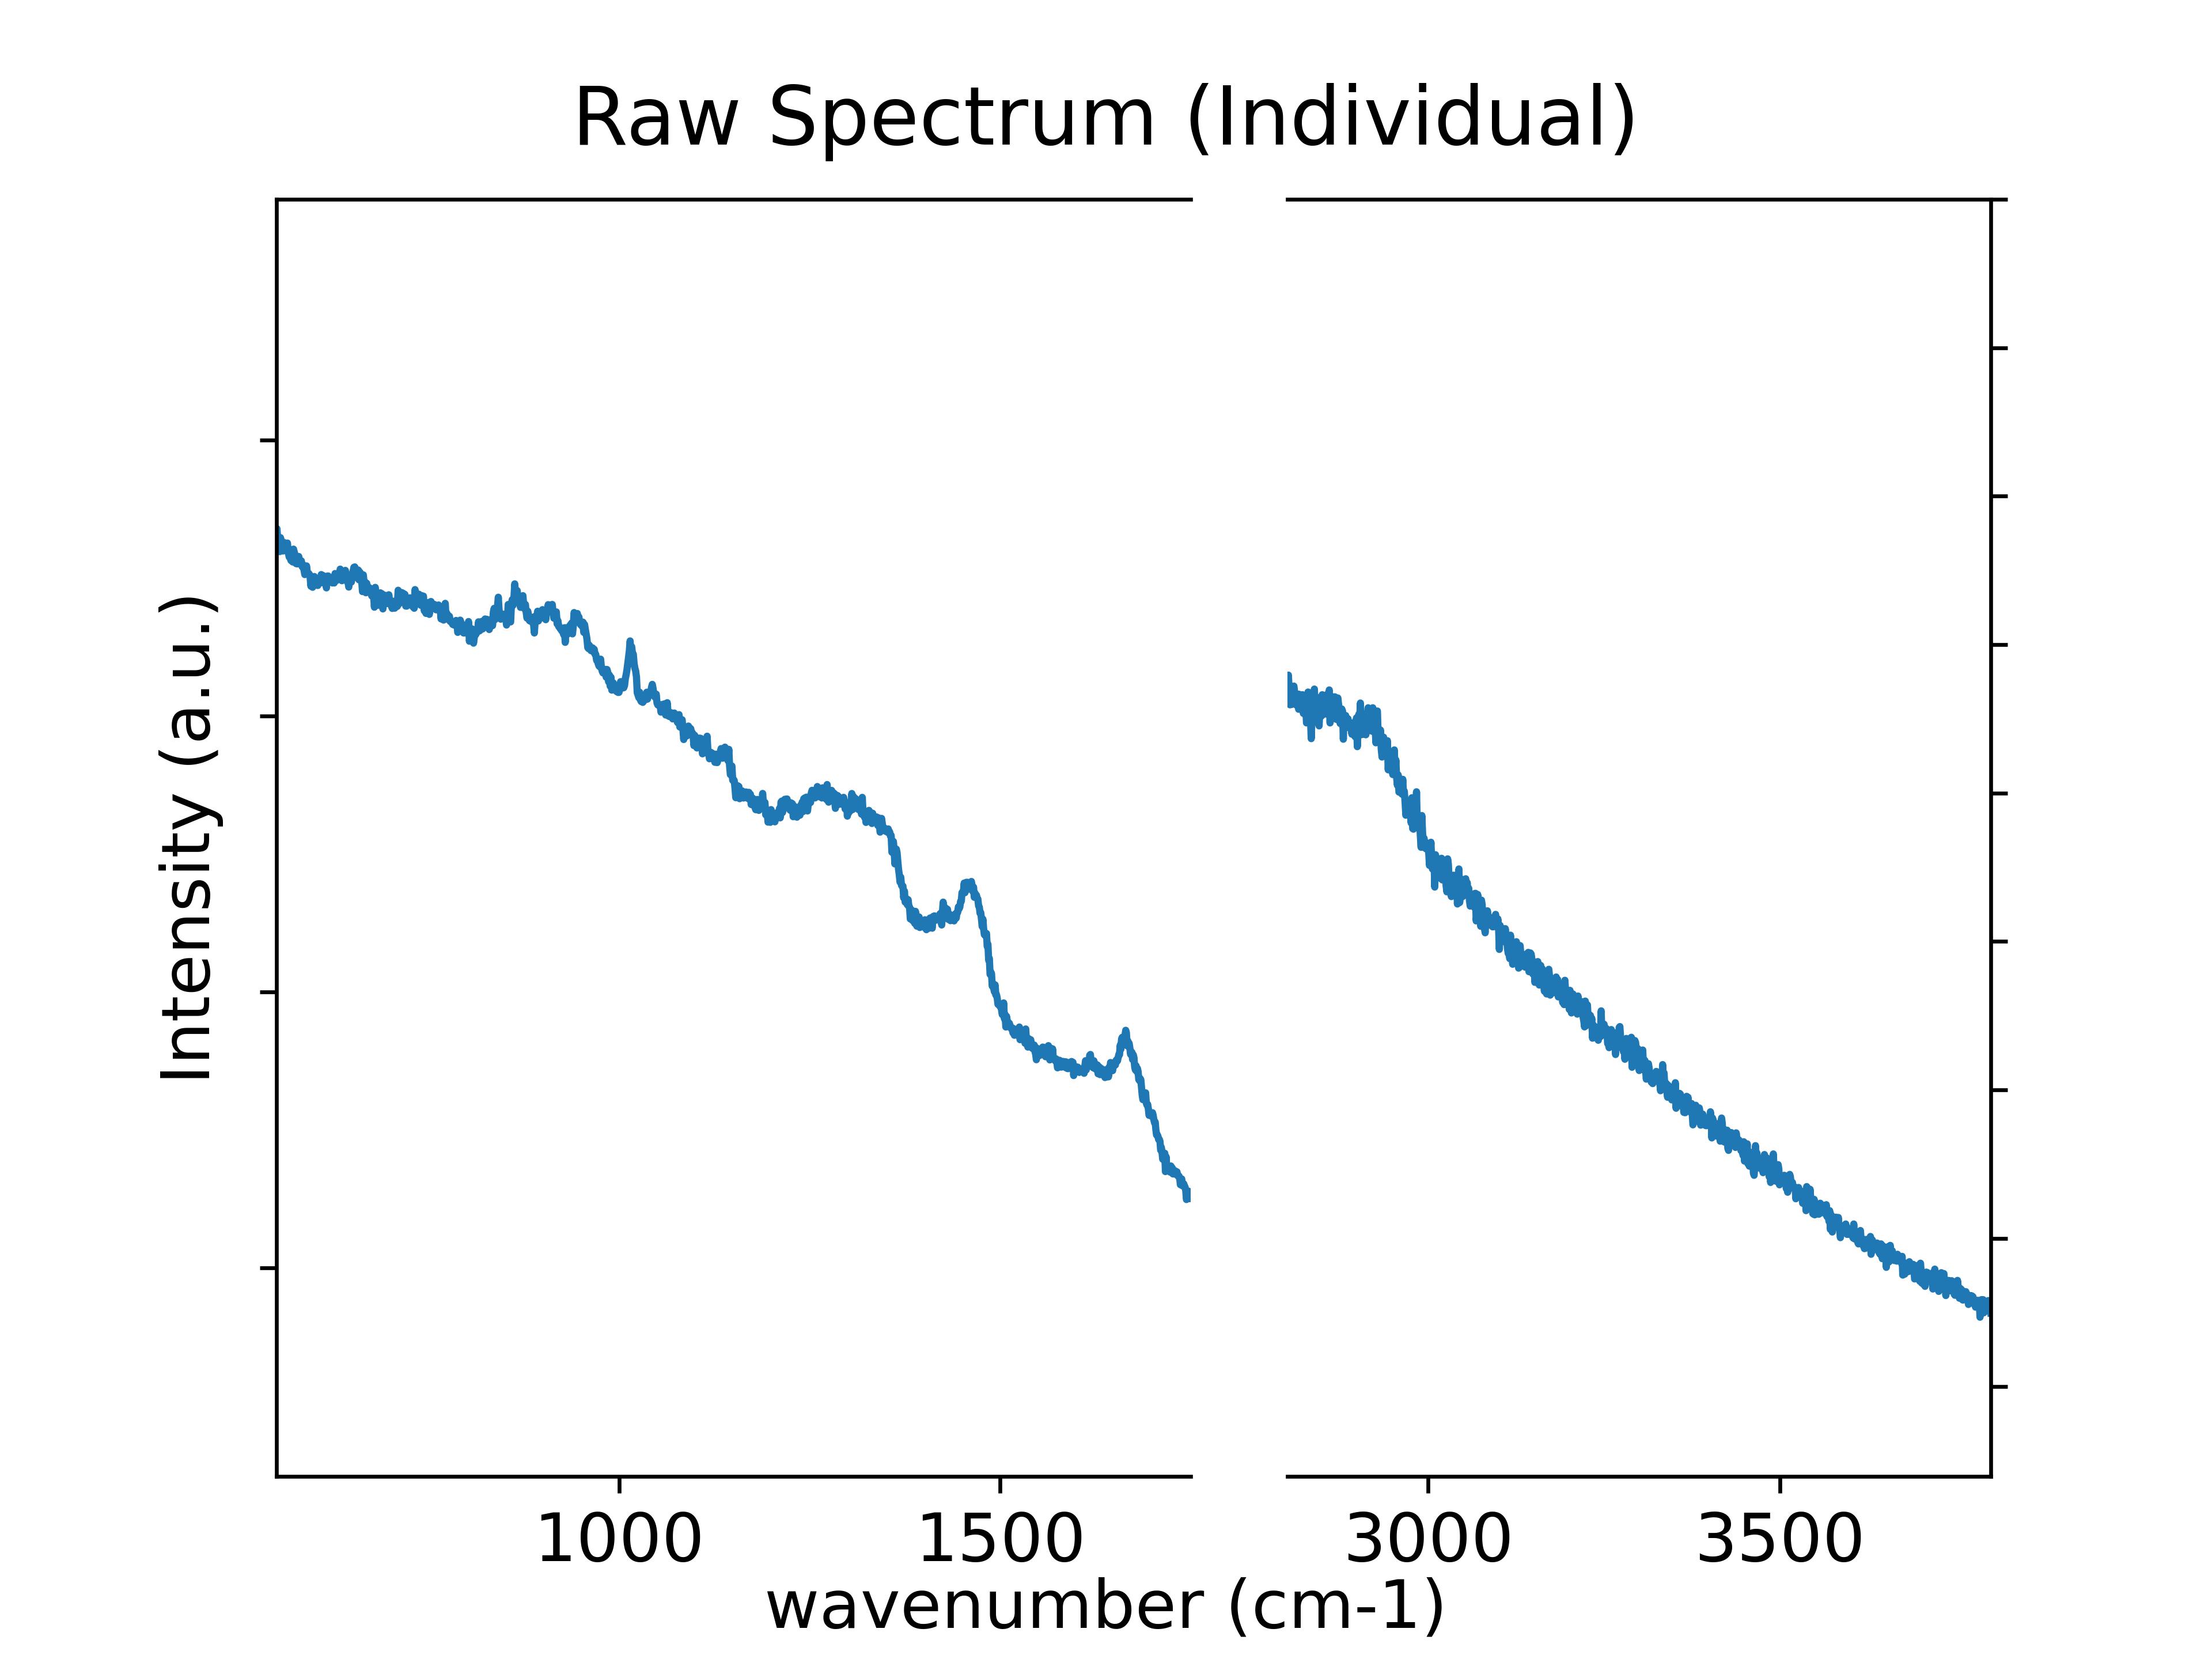 Raw Spectrum (Individual)
Intensity (a.u.)
1000 1500 3000 3500
wavenumber (cm-1)